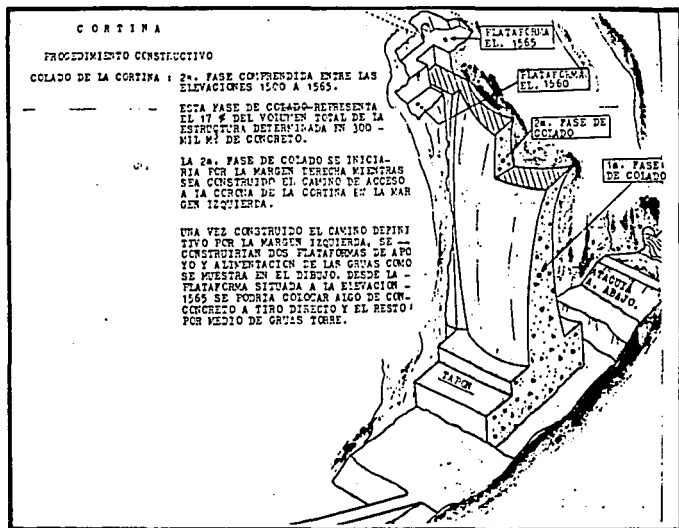 CORTINA
PROCEDIMIENTO CONSTRUCTIVO
COLADO DE LA CORTINA : 2a. FASE COMPRENDIDA ENTRE LAS
ELEVACIONES 1500 A 1565.
ESTA FASE DE COLADO REPRESENTA
EL 17 % DEL VOLUMEN TOTAL DE LA
ESTRUCTURA DETERMINADA EN 300 -
MIL M3 DE CONCRETO.
LA 2a. FASE DE COLADO SE INICIA-
RIA POR LA MARGEN DERECHA MIENTRAS
SEA CONSTRUIDO EL CAMINO DE ACCESO
A LA CORONA DE LA CORTINA EN LA MAR
GEN IZQUIERDA.
UNA VEZ CONSTRUIDO EL CAMINO DEFINI
TIVO POR LA MARGEN IZQUIERDA, SE --
CONSTRUIRIAN DOS PLATAFORMAS DE APO
YO Y ALIMENTACION DE LAS GRUAS COMO
SE MUESTRA EN EL DIBUJO. DESDE LA -
PLATAFORMA SITUADA A LA ELEVACION -
1565 SE PODRIA COLOCAR ALGO DE CON-
CONCRETO A TIRO DIRECTO Y EL RESTO
POR MEDIO DE GRUAS TORRE.
PLATAFORMA
EL. 1565
PLATAFORMA
EL. 1560
2a. FASE DE
COLADO
1a. FASE
DE COLADO
ATAGUIA
A. ABAJO.
TAPON